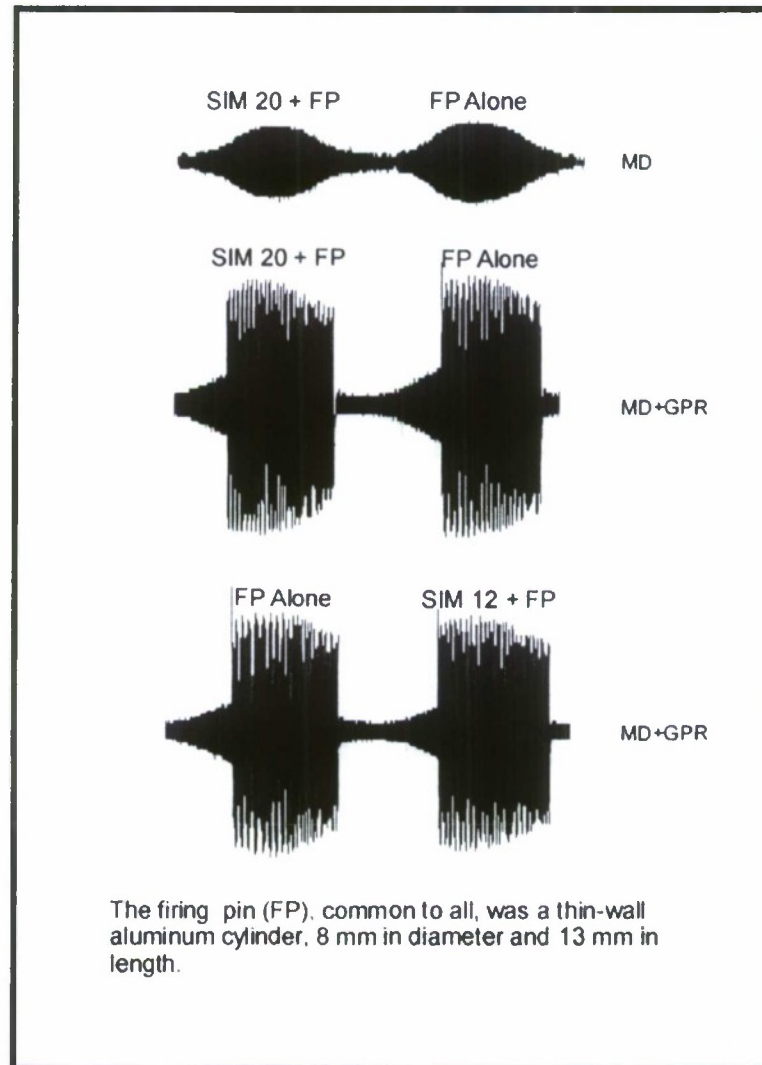 SIM 20 + FP FP Alone
MD
SIM 20 + FP FP Alone
MD+GPR
FP Alone SIM 12 + FP
MD+GPR
The firing pin (FP), common to all, was a thin-wall
aluminum cylinder, 8 mm in diameter and 13 mm in
length.